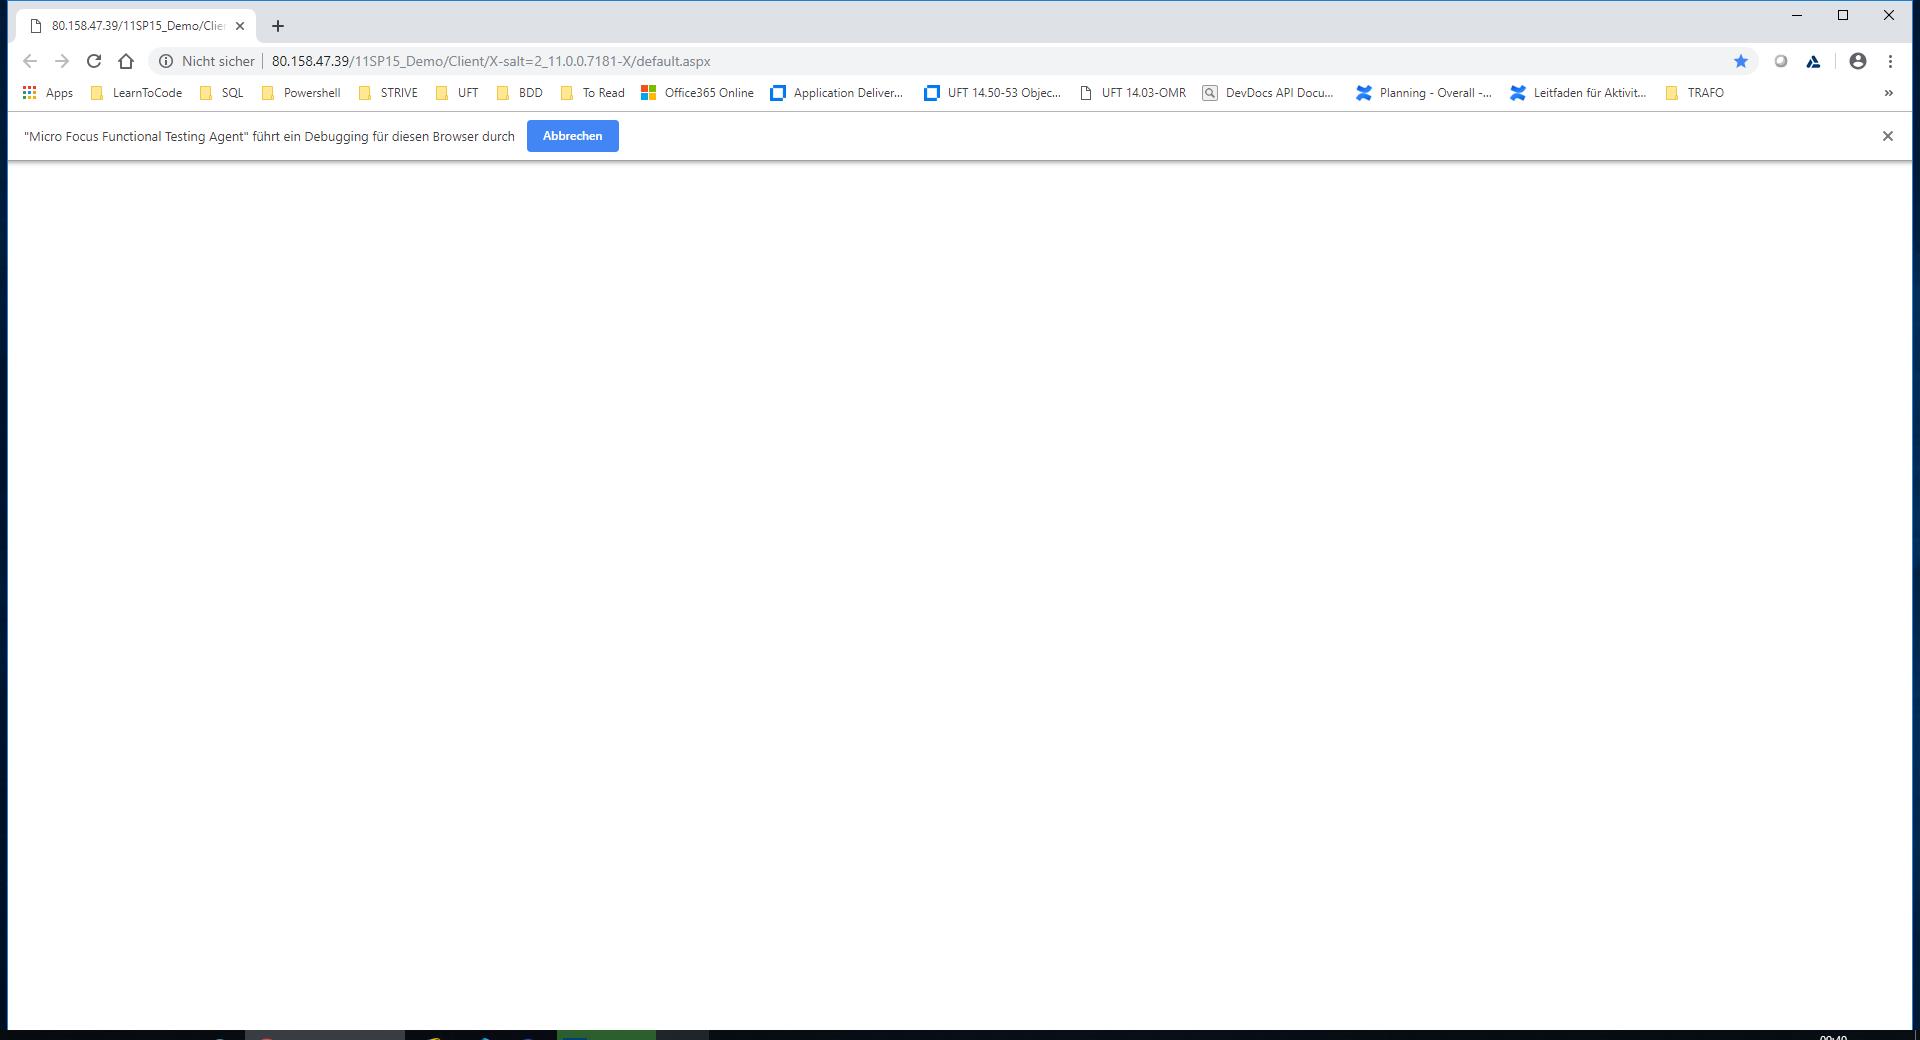 80.158.47.39/11SP15_Demo/Clie
Nicht sicher 80.158.47.39/11SP15_Demo/Client/X-salt=2_11.0.0.7181-X/default.aspx
Apps LearnToCode SQL Powershell STRIVE UFT BDD To Read Office365 Online Application Deliver... UFT 14.50-53 Objec... UFT 14.03-OMR DevDocs API Docu... Planning - Overall -... Leitfaden für Aktivit... TRAFO »
"Micro Focus Functional Testing Agent" führt ein Debugging für diesen Browser durch Abbrechen